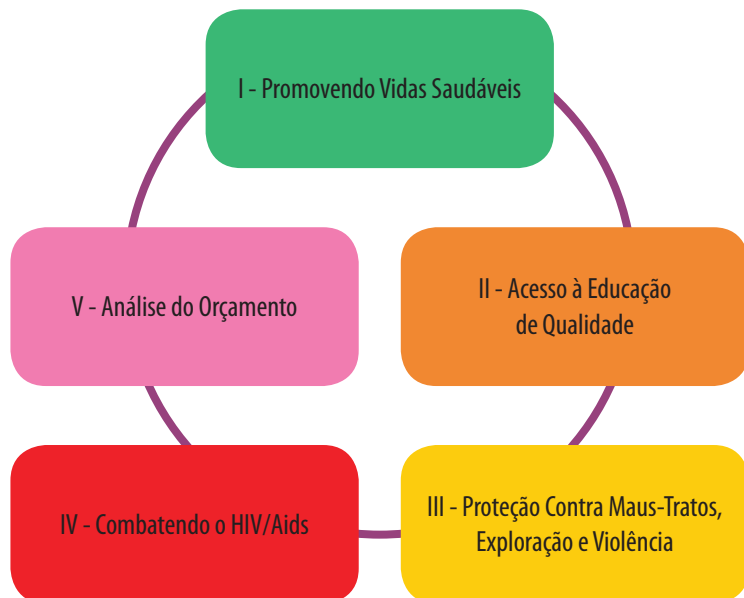 I - Promovendo Vidas Saudáveis
II - Acesso à Educação
de Qualidade
III - Proteção Contra Maus-Tratos,
Exploração e Violência
IV - Combatendo o HIV/Aids
V - Análise do Orçamento